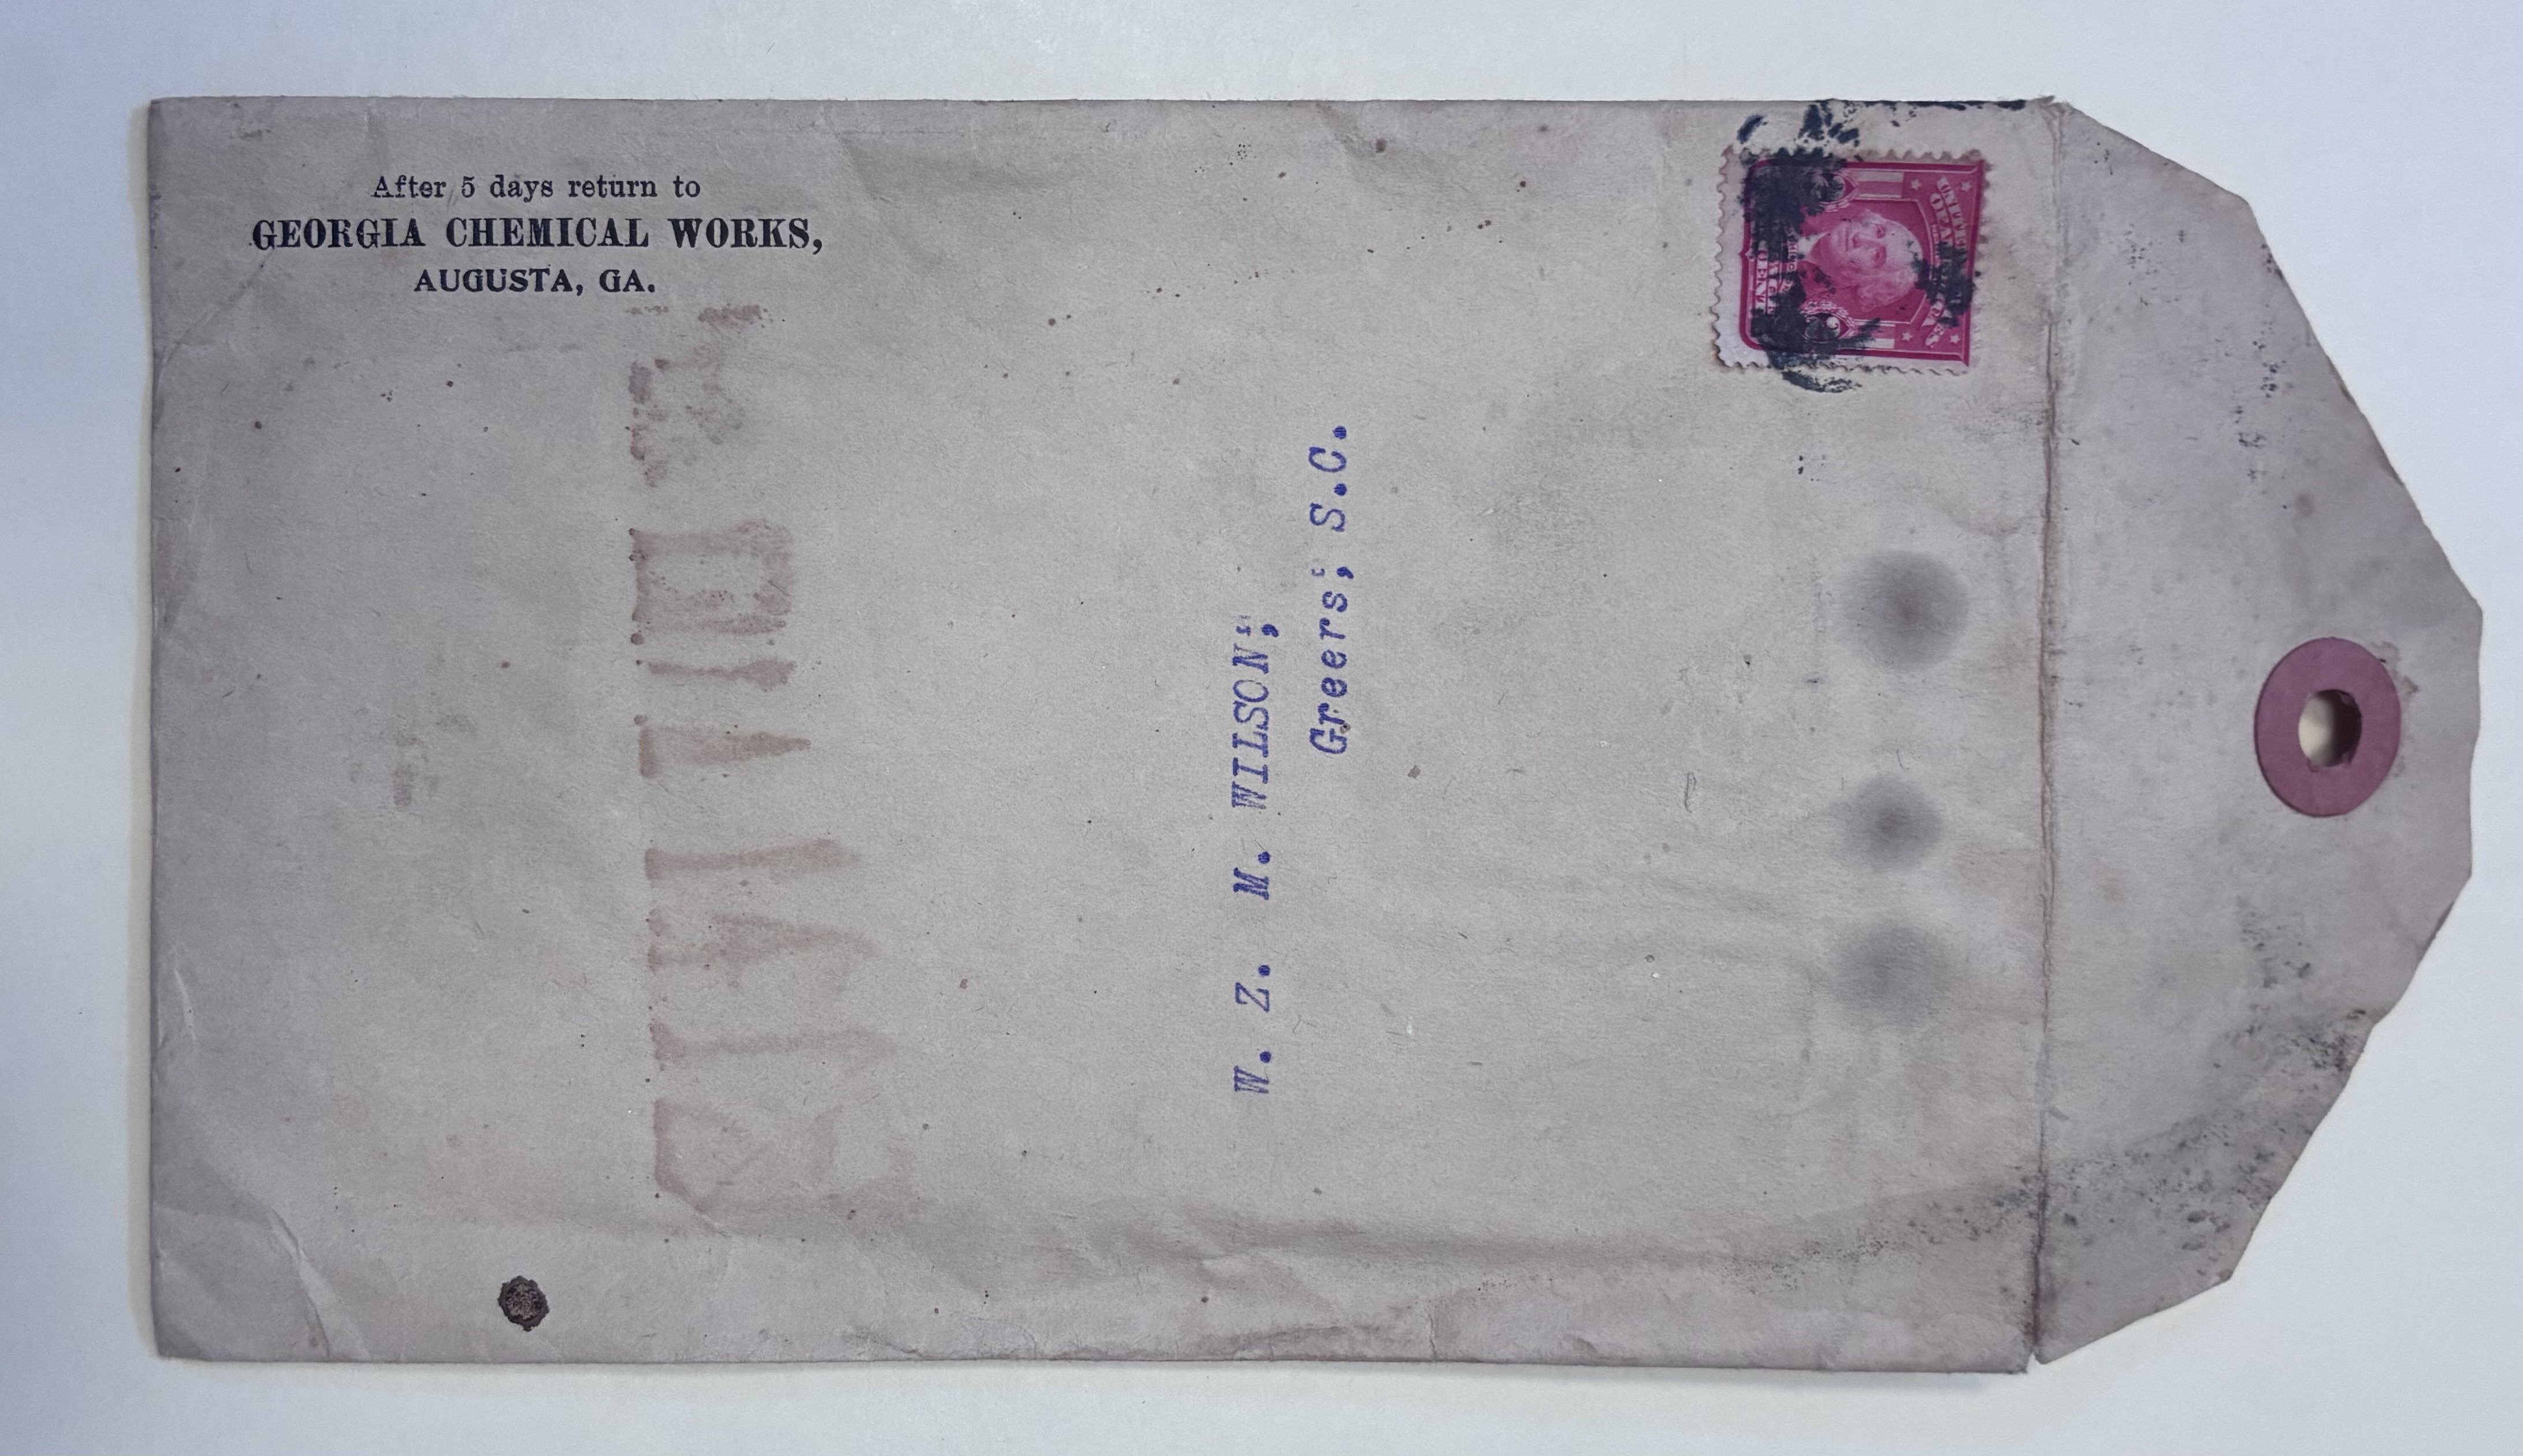 After 5 days return to
GEORGIA CHEMICAL WORKS,
AUGUSTA, GA.
W. Z. M. WILSON;
Greers; S.C.